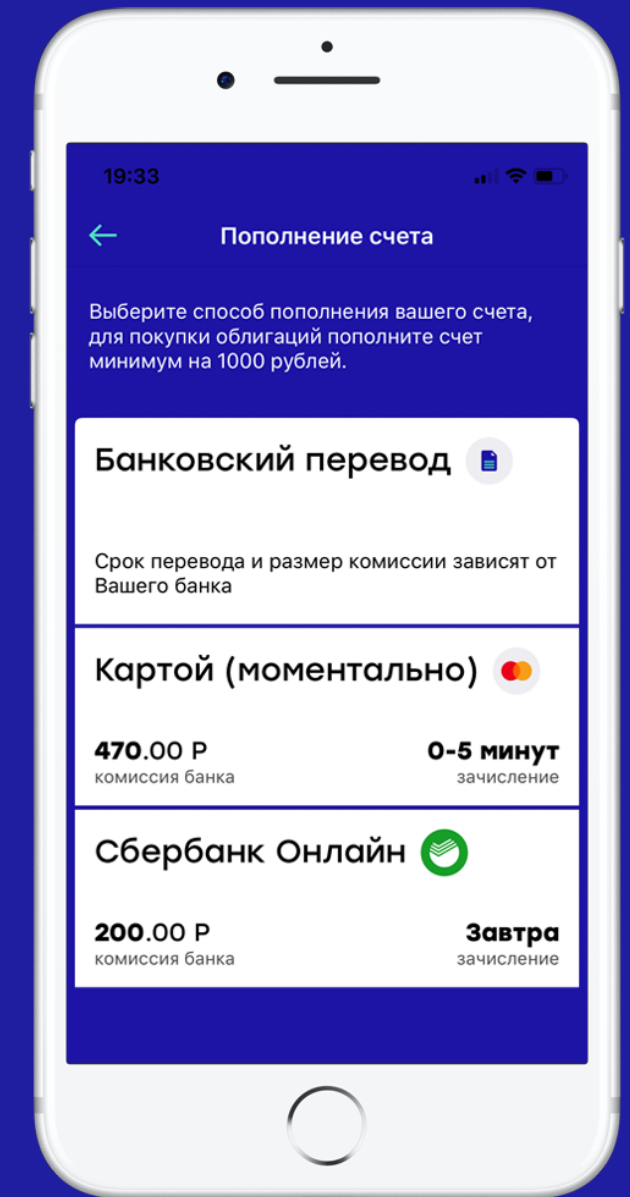 19:33
Пополнение счета
Выберите способ пополнения вашего счета,
для покупки облигаций пополните счет
минимум на 1000 рублей.
Банковский перевод
Срок перевода и размер комиссии зависят от
Вашего банка
Картой (моментально)
470.00 Р 0-5 минут
комиссия банка зачисление
Сбербанк Онлайн
200.00 Р Завтра
комиссия банка зачисление